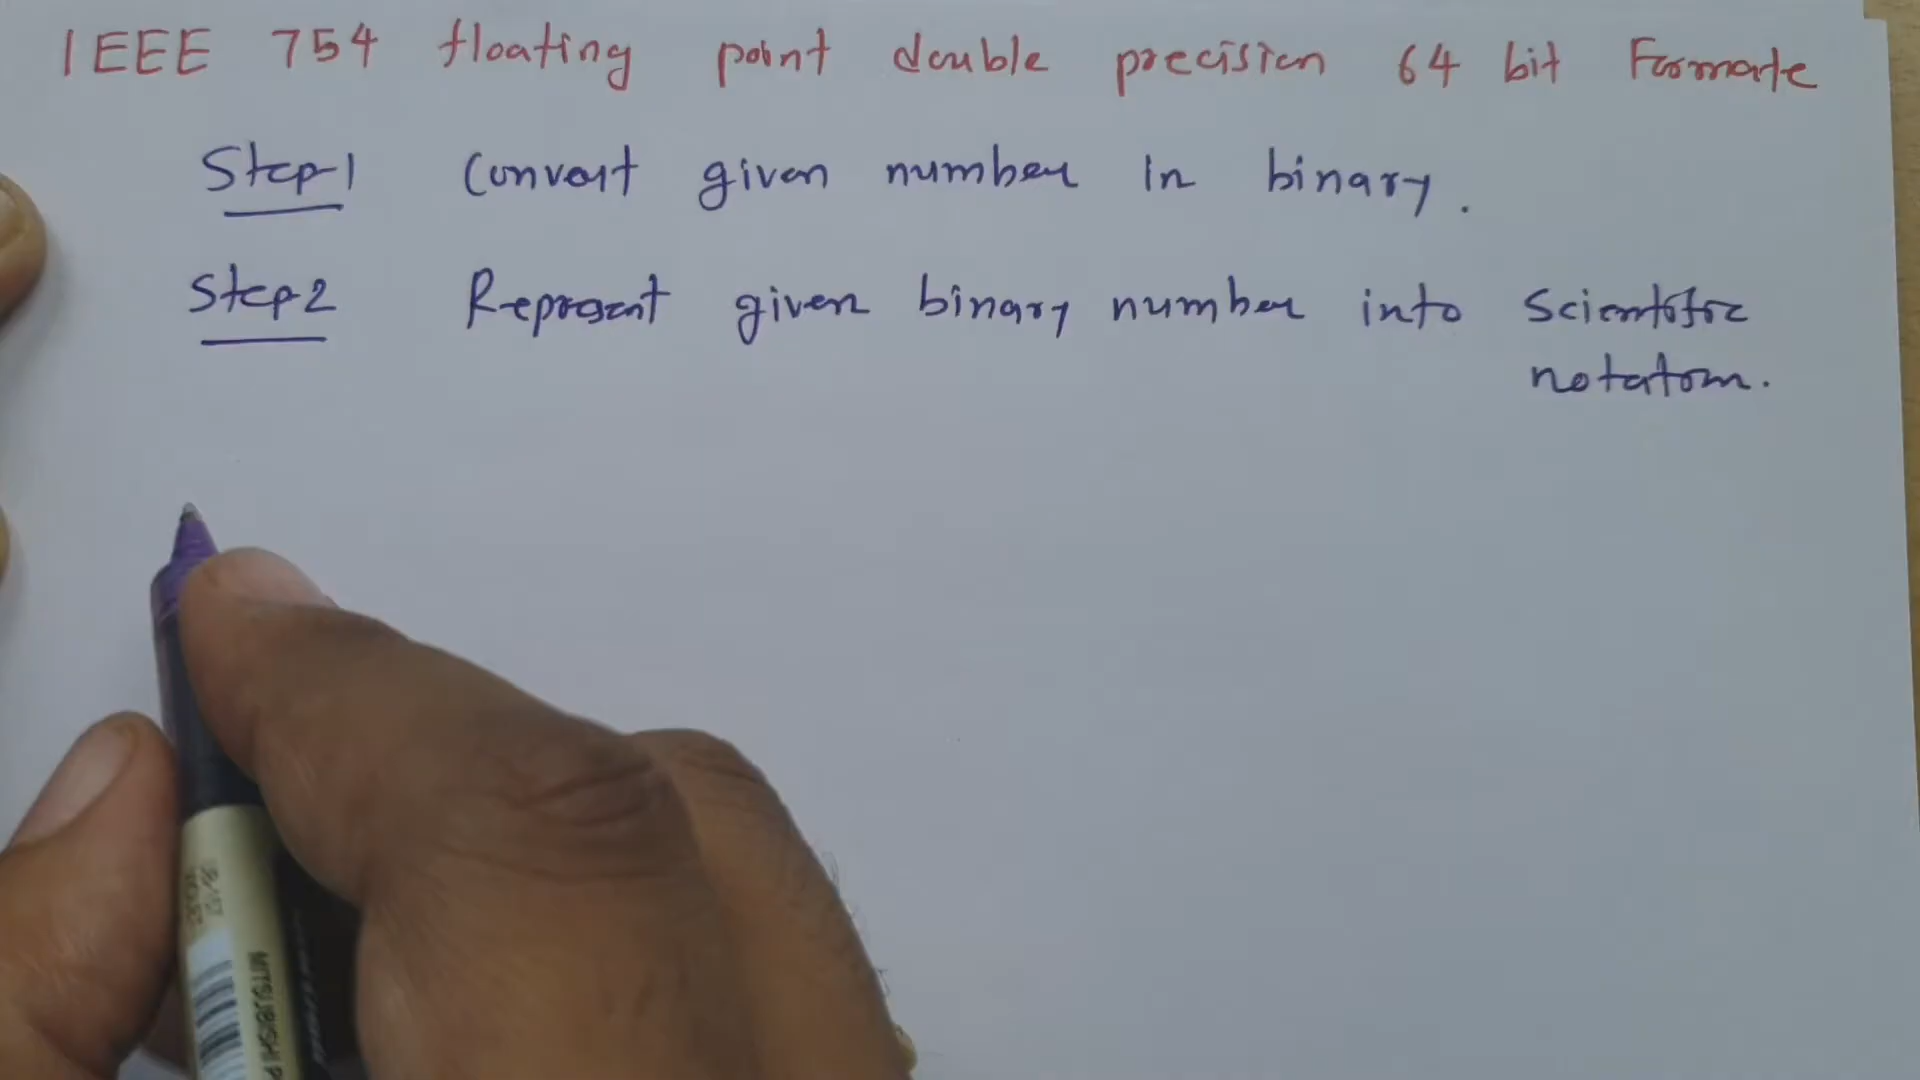 IEEE 754 floating point double precision 64 bit Formate
Step-1 Convert given number in binary.
Step-2 Represent given binary number into Scientific
notation.
MITSUBISHI P